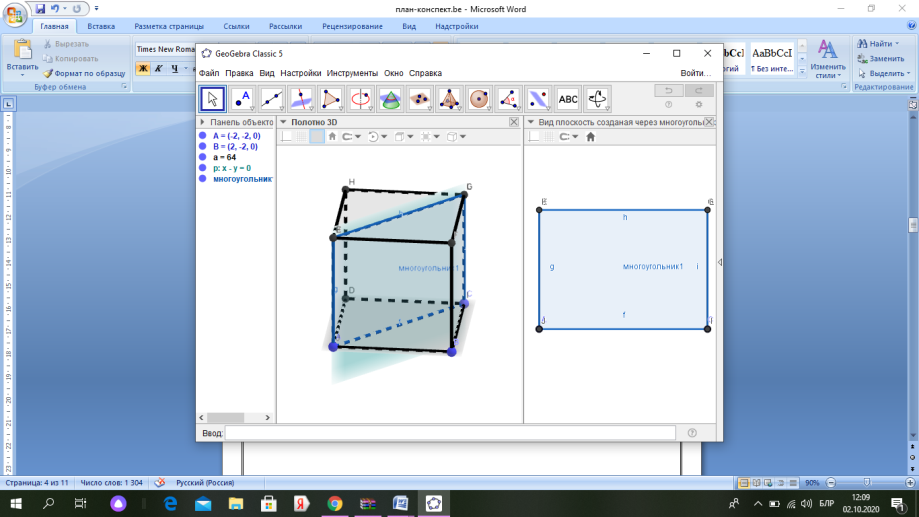 план-конспект.be - Microsoft Word
Главная Вставка Разметка страницы Ссылки Рассылки Рецензирование Вид Надстройки
Вставить
Вырезать
Копировать
Формат по образцу
Буфер обмена
Times New Roma
Ж К Ч
AaBbCcI
¶ Без инте...
Изменить стили
Найти
Заменить
Выделить
Редактирование
GeoGebra Classic 5
Файл Правка Вид Настройки Инструменты Окно Справка
Войти...
ABC
Панель объекто
Полотно 3D
Вид плоскость созданая через многоуголь
A = (-2, -2, 0)
B = (2, -2, 0)
a = 64
p: x - y = 0
многоугольник
H
E
D
многоугольник1
h
g
многоугольник1
i
f
Ввод:
Страница: 4 из 11 Число слов: 1 304 Русский (Россия)
90%
БЛР
12:09
02.10.2020